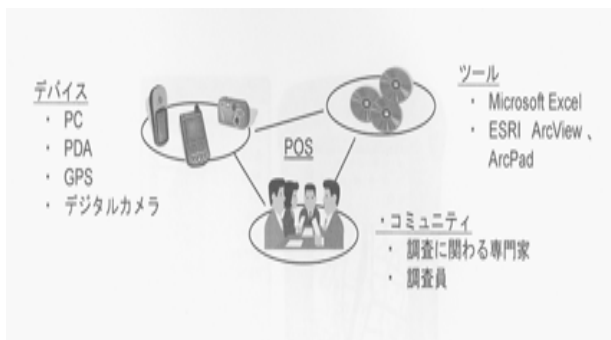 デバイス
・ PC
・ PDA
・ GPS
・ デジタルカメラ
POS
ツール
・ Microsoft Excel
・ ESRI ArcView 、
ArcPad
・コミュニティ
・ 調査に関わる専門家
・ 調査員